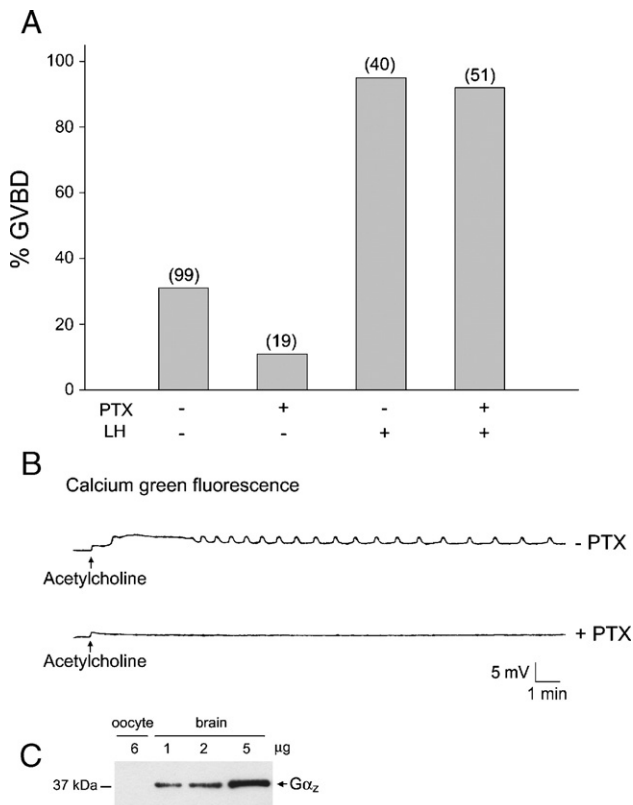 A
% GVBD
100
80
60
40
20
0
(99)
(19)
(40)
(51)
PTX - + - +
LH - - + +
B
Calcium green fluorescence
- PTX
Acetylcholine
+ PTX
Acetylcholine
5 mV
1 min
C
oocyte brain
6 1 2 5 µg
37 kDa
Gαz